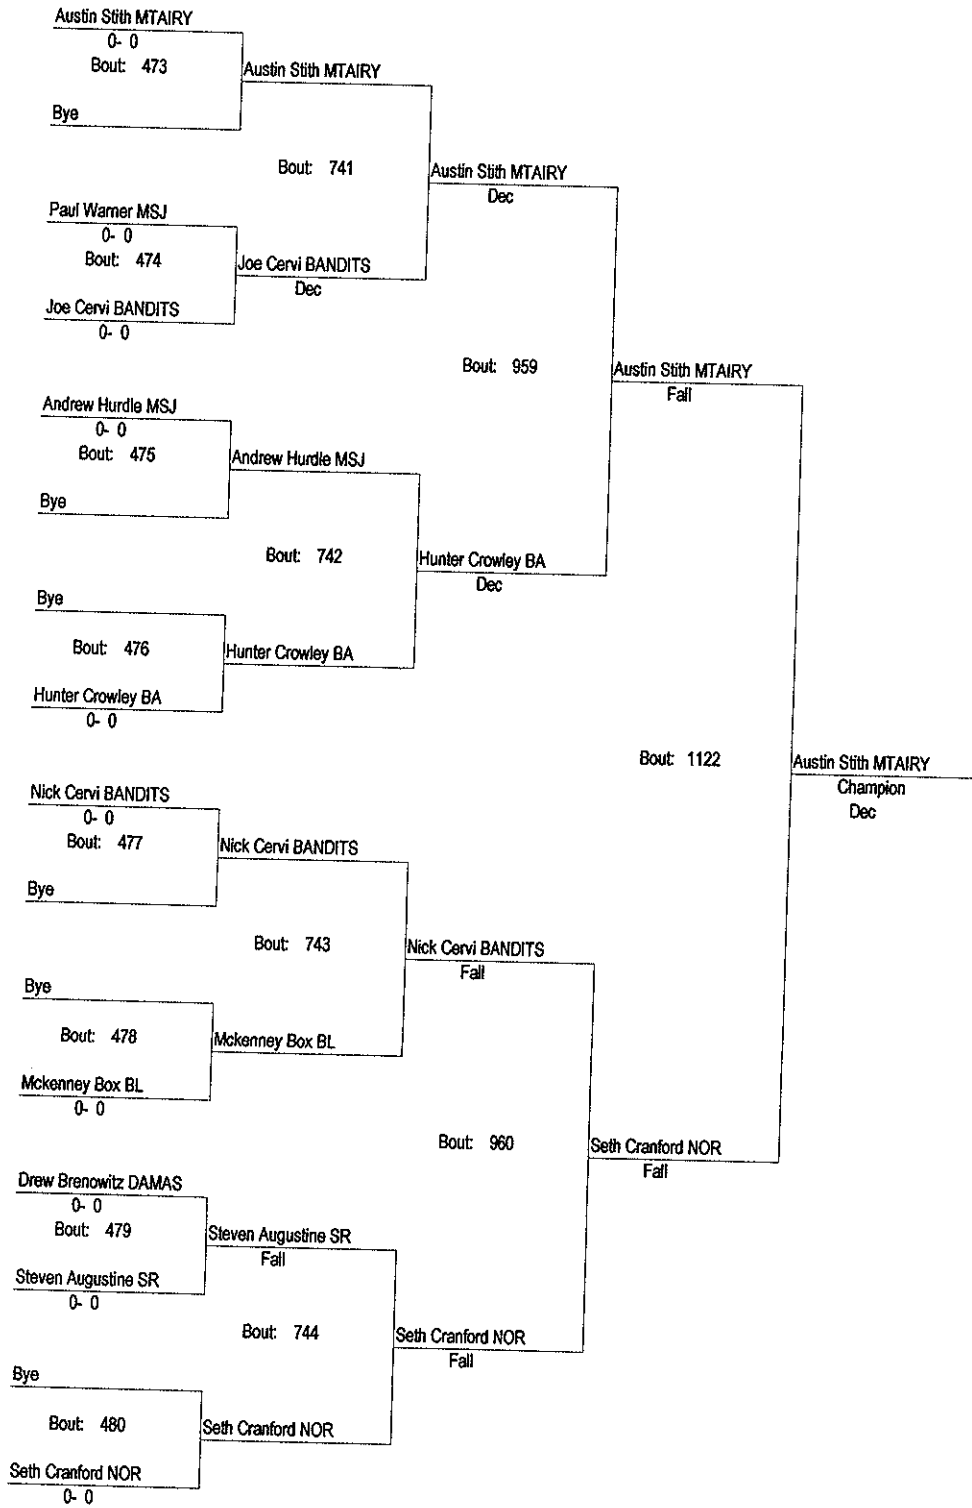 Austin Stith MTAIRY
0- 0
Bout: 473
Austin Stith MTAIRY
Bye
Bout: 741
Austin Stith MTAIRY
Dec
Paul Warner MSJ
0- 0
Bout: 474
Joe Cervi BANDITS
Dec
Joe Cervi BANDITS
0- 0
Bout: 959
Austin Stith MTAIRY
Fall
Andrew Hurdle MSJ
0- 0
Bout: 475
Andrew Hurdle MSJ
Bye
Bout: 742
Hunter Crowley BA
Dec
Bye
Bout: 476
Hunter Crowley BA
Hunter Crowley BA
0- 0
Bout: 1122
Austin Stith MTAIRY
Champion
Dec
Nick Cervi BANDITS
0- 0
Bout: 477
Nick Cervi BANDITS
Bye
Bout: 743
Nick Cervi BANDITS
Fall
Bye
Bout: 478
Mckenney Box BL
Mckenney Box BL
0- 0
Bout: 960
Seth Cranford NOR
Fall
Drew Brenowitz DAMAS
0- 0
Bout: 479
Steven Augustine SR
Fall
Steven Augustine SR
0- 0
Bout: 744
Seth Cranford NOR
Fall
Bye
Bout: 480
Seth Cranford NOR
Seth Cranford NOR
0- 0